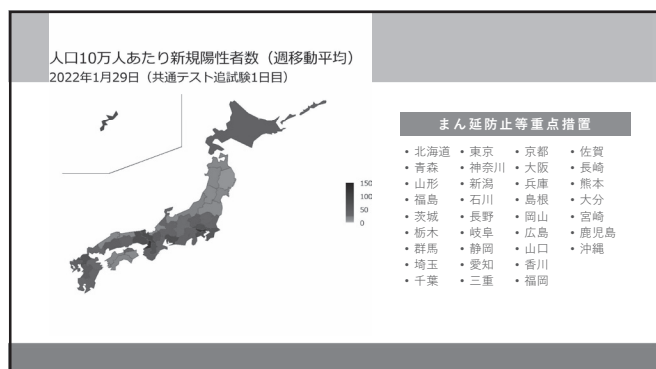 人口10万人あたり新規陽性者数（週移動平均）
2022年1月29日（共通テスト追試験1日目）
150
100
50
0
まん延防止等重点措置
• 北海道 • 東京 • 京都 • 佐賀
• 青森 • 神奈川 • 大阪 • 長崎
• 山形 • 新潟 • 兵庫 • 熊本
• 福島 • 石川 • 島根 • 大分
• 茨城 • 長野 • 岡山 • 宮崎
• 栃木 • 岐阜 • 広島 • 鹿児島
• 群馬 • 静岡 • 山口 • 沖縄
• 埼玉 • 愛知 • 香川
• 千葉 • 三重 • 福岡